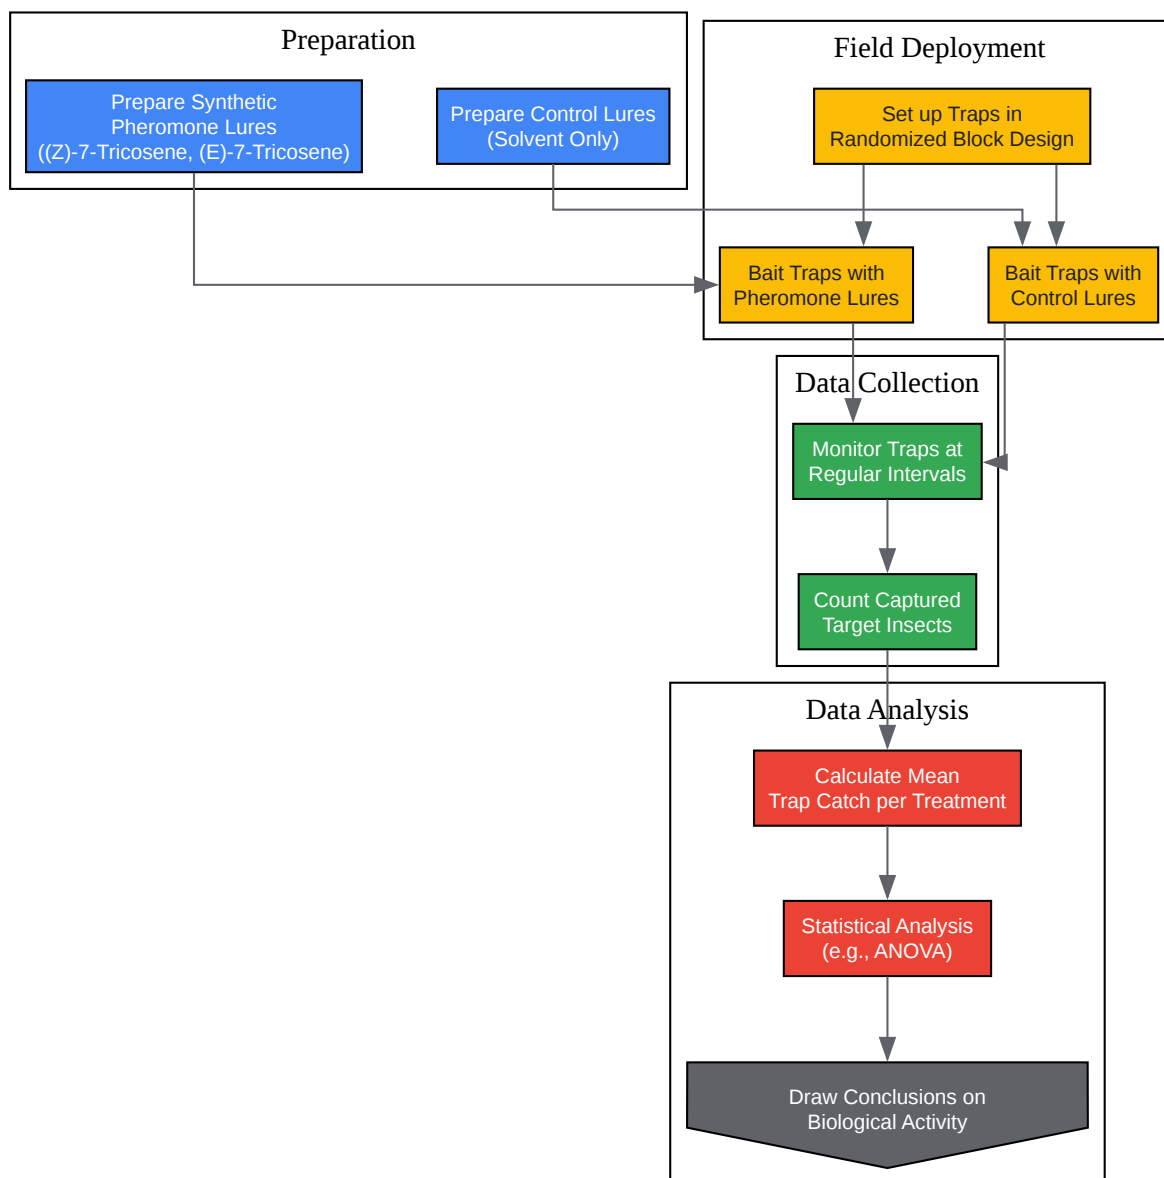 Preparation
Prepare Synthetic
Pheromone Lures
((Z)-7-Tricosene, (E)-7-Tricosene)
Prepare Control Lures
(Solvent Only)
Field Deployment
Set up Traps in
Randomized Block Design
Bait Traps with
Pheromone Lures
Bait Traps with
Control Lures
Data Collection
Monitor Traps at
Regular Intervals
Count Captured
Target Insects
Data Analysis
Calculate Mean
Trap Catch per Treatment
Statistical Analysis
(e.g., ANOVA)
Draw Conclusions on
Biological Activity